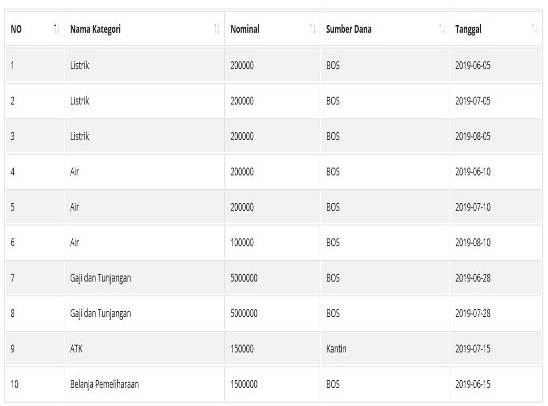 NO Nama Kategori Nominal Sumber Dana Tanggal
1 Listrik 200000 BOS 2019-06-05
2 Listrik 200000 BOS 2019-07-05
3 Listrik 200000 BOS 2019-08-05
4 Air 200000 BOS 2019-06-10
5 Air 200000 BOS 2019-07-10
6 Air 100000 BOS 2019-08-10
7 Gaji dan Tunjangan 5000000 BOS 2019-06-28
8 Gaji dan Tunjangan 5000000 BOS 2019-07-28
9 ATK 150000 Kantin 2019-07-15
10 Belanja Pemeliharaan 1500000 BOS 2019-06-15